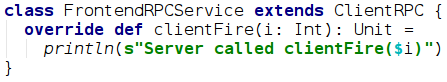 class FrontendRPCService extends ClientRPC {
  override def clientFire(i: Int): Unit =
    println(s"Server called clientFire($i)")
}